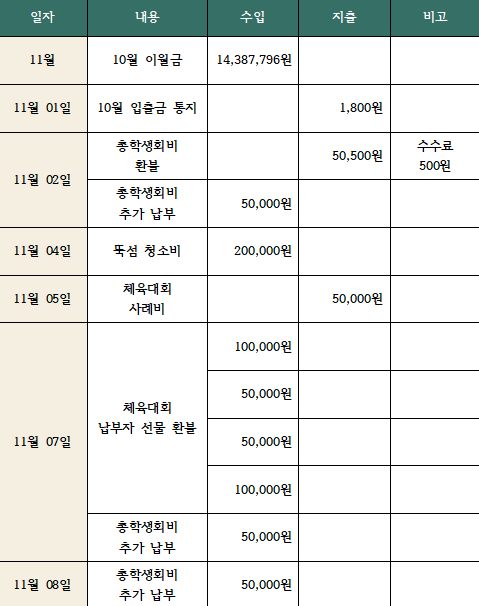 일자 내용 수입 지출 비고
11월 10월 이월금 14,387,796원
11월 01일 10월 입출금 통지 1,800원
11월 02일 총학생회비
환불 50,500원 수수료
500원
총학생회비
추가 납부 50,000원
11월 04일 뚝섬 청소비 200,000원
11월 05일 체육대회
사례비 50,000원
11월 07일 체육대회
납부자 선물 환불 100,000원
50,000원
50,000원
100,000원
총학생회비
추가 납부 50,000원
11월 08일 총학생회비
추가 납부 50,000원